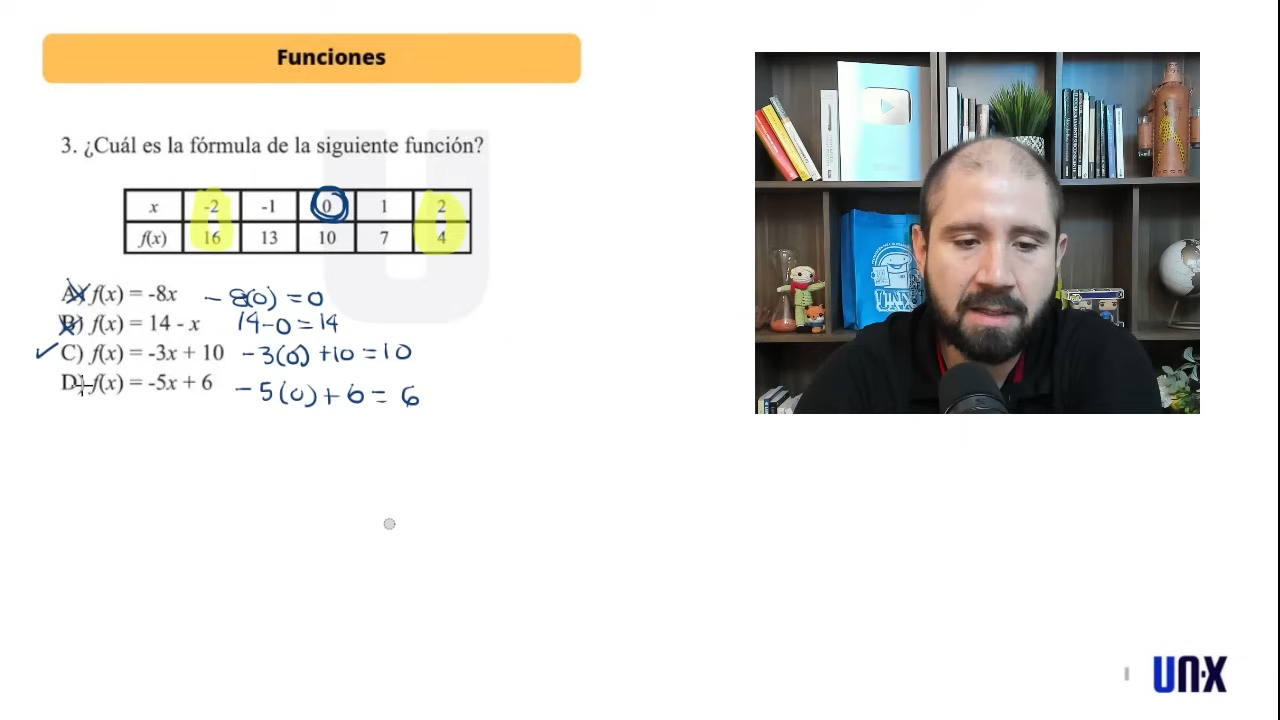 Funciones
3. ¿Cuál es la fórmula de la siguiente función?
x -2 -1 0 1 2
f(x) 16 13 10 7 4
A) f(x) = -8x - 8(0) = 0
B) f(x) = 14 - x 14-0 = 14
C) f(x) = -3x + 10 -3(0) +10 = 10
D) f(x) = -5x + 6 -5(0) + 6 = 6
UNX